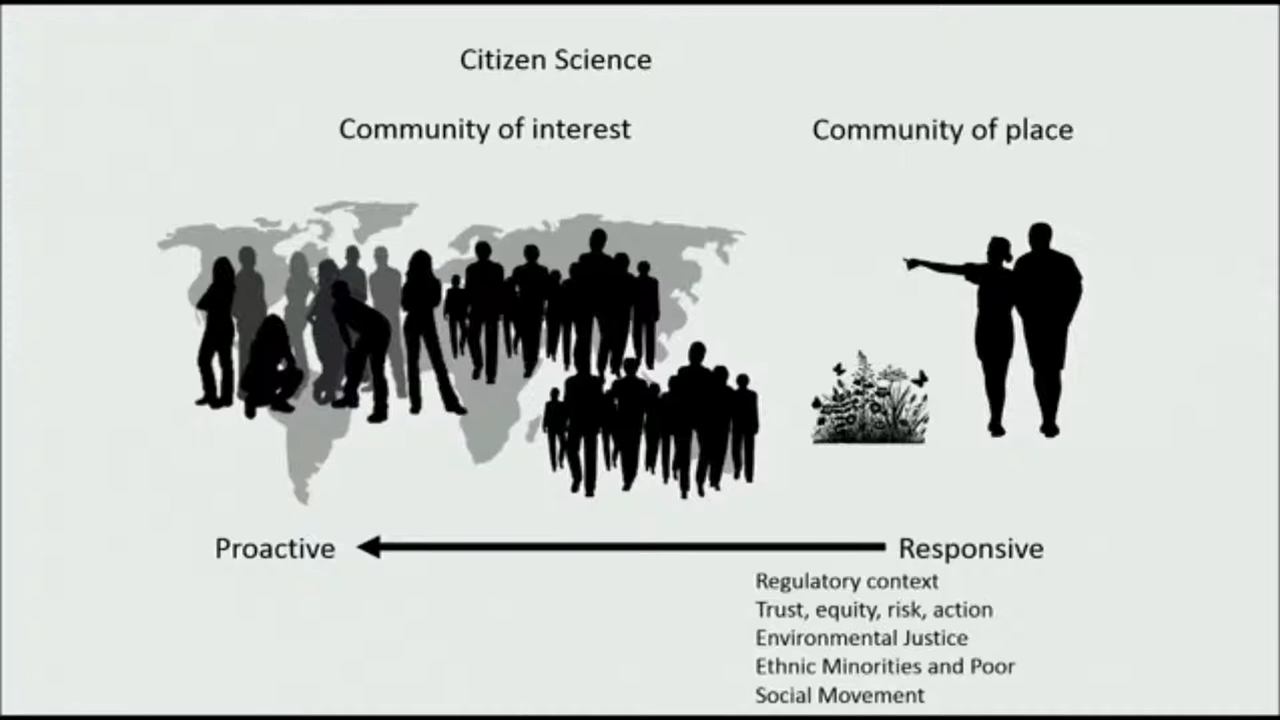 Citizen Science
Community of interest
Community of place
Proactive
Responsive
Regulatory context
Trust, equity, risk, action
Environmental Justice
Ethnic Minorities and Poor
Social Movement